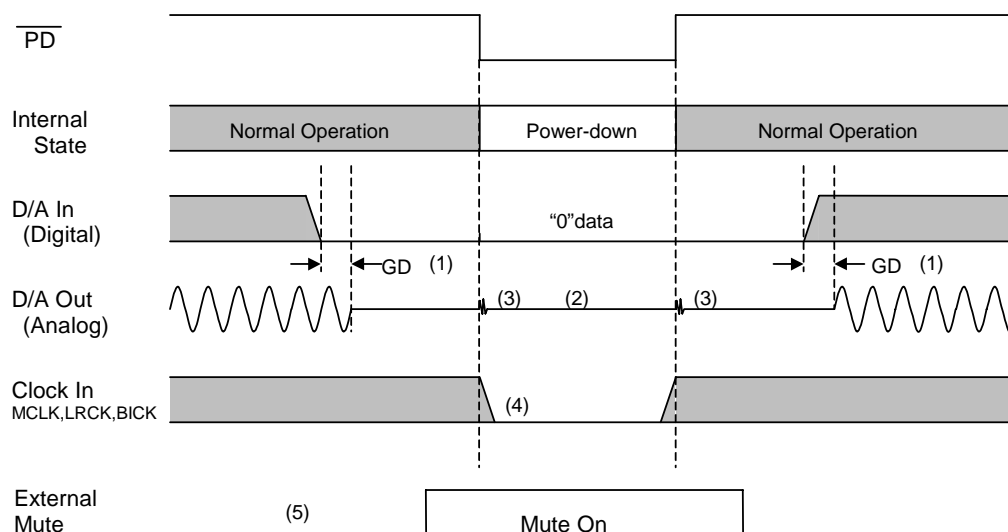 PD
Internal
State
Normal Operation Power-down Normal Operation
D/A In
(Digital)
“0”data
GD (1) GD (1)
D/A Out
(Analog)
(3) (2) (3)
Clock In
MCLK,LRCK,BICK
(4)
External
Mute
(5) Mute On